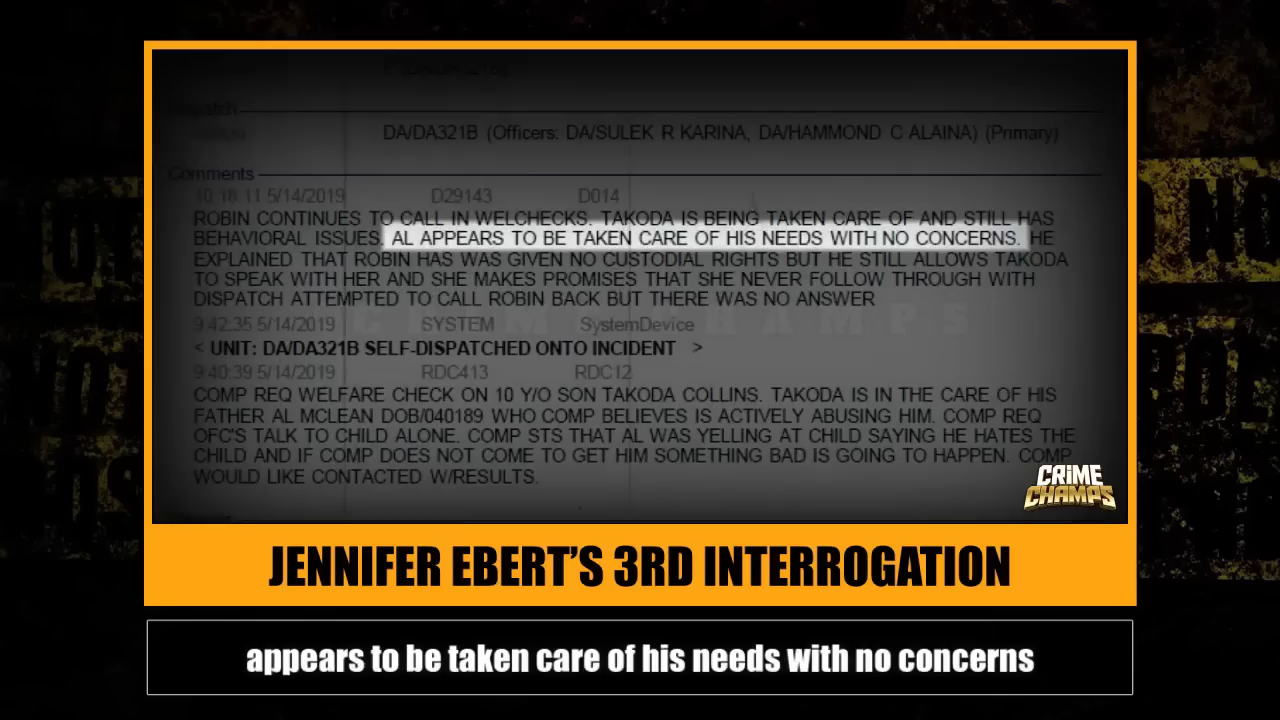 DA/DA321B (Officers: DA/SULEK R KARINA, DA/HAMMOND C ALAINA) (Primary)
Comments
10:18:11 5/14/2019 D29143 D014
ROBIN CONTINUES TO CALL IN WELCHECKS. TAKODA IS BEING TAKEN CARE OF AND STILL HAS
BEHAVIORAL ISSUES. AL APPEARS TO BE TAKEN CARE OF HIS NEEDS WITH NO CONCERNS. HE
EXPLAINED THAT ROBIN HAS WAS GIVEN NO CUSTODIAL RIGHTS BUT HE STILL ALLOWS TAKODA
TO SPEAK WITH HER AND SHE MAKES PROMISES THAT SHE NEVER FOLLOW THROUGH WITH
DISPATCH ATTEMPTED TO CALL ROBIN BACK BUT THERE WAS NO ANSWER
9:42:35 5/14/2019 SYSTEM SystemDevice
< UNIT: DA/DA321B SELF-DISPATCHED ONTO INCIDENT >
9:40:39 5/14/2019 RDC413 RDC12
COMP REQ WELFARE CHECK ON 10 Y/O SON TAKODA COLLINS. TAKODA IS IN THE CARE OF HIS
FATHER AL MCLEAN DOB/040189 WHO COMP BELIEVES IS ACTIVELY ABUSING HIM. COMP REQ
OFC'S TALK TO CHILD ALONE. COMP STS THAT AL WAS YELLING AT CHILD SAYING HE HATES THE
CHILD AND IF COMP DOES NOT COME TO GET HIM SOMETHING BAD IS GOING TO HAPPEN. COMP
WOULD LIKE CONTACTED W/RESULTS.
CRIME
CHAMPS
JENNIFER EBERT'S 3RD INTERROGATION
appears to be taken care of his needs with no concerns